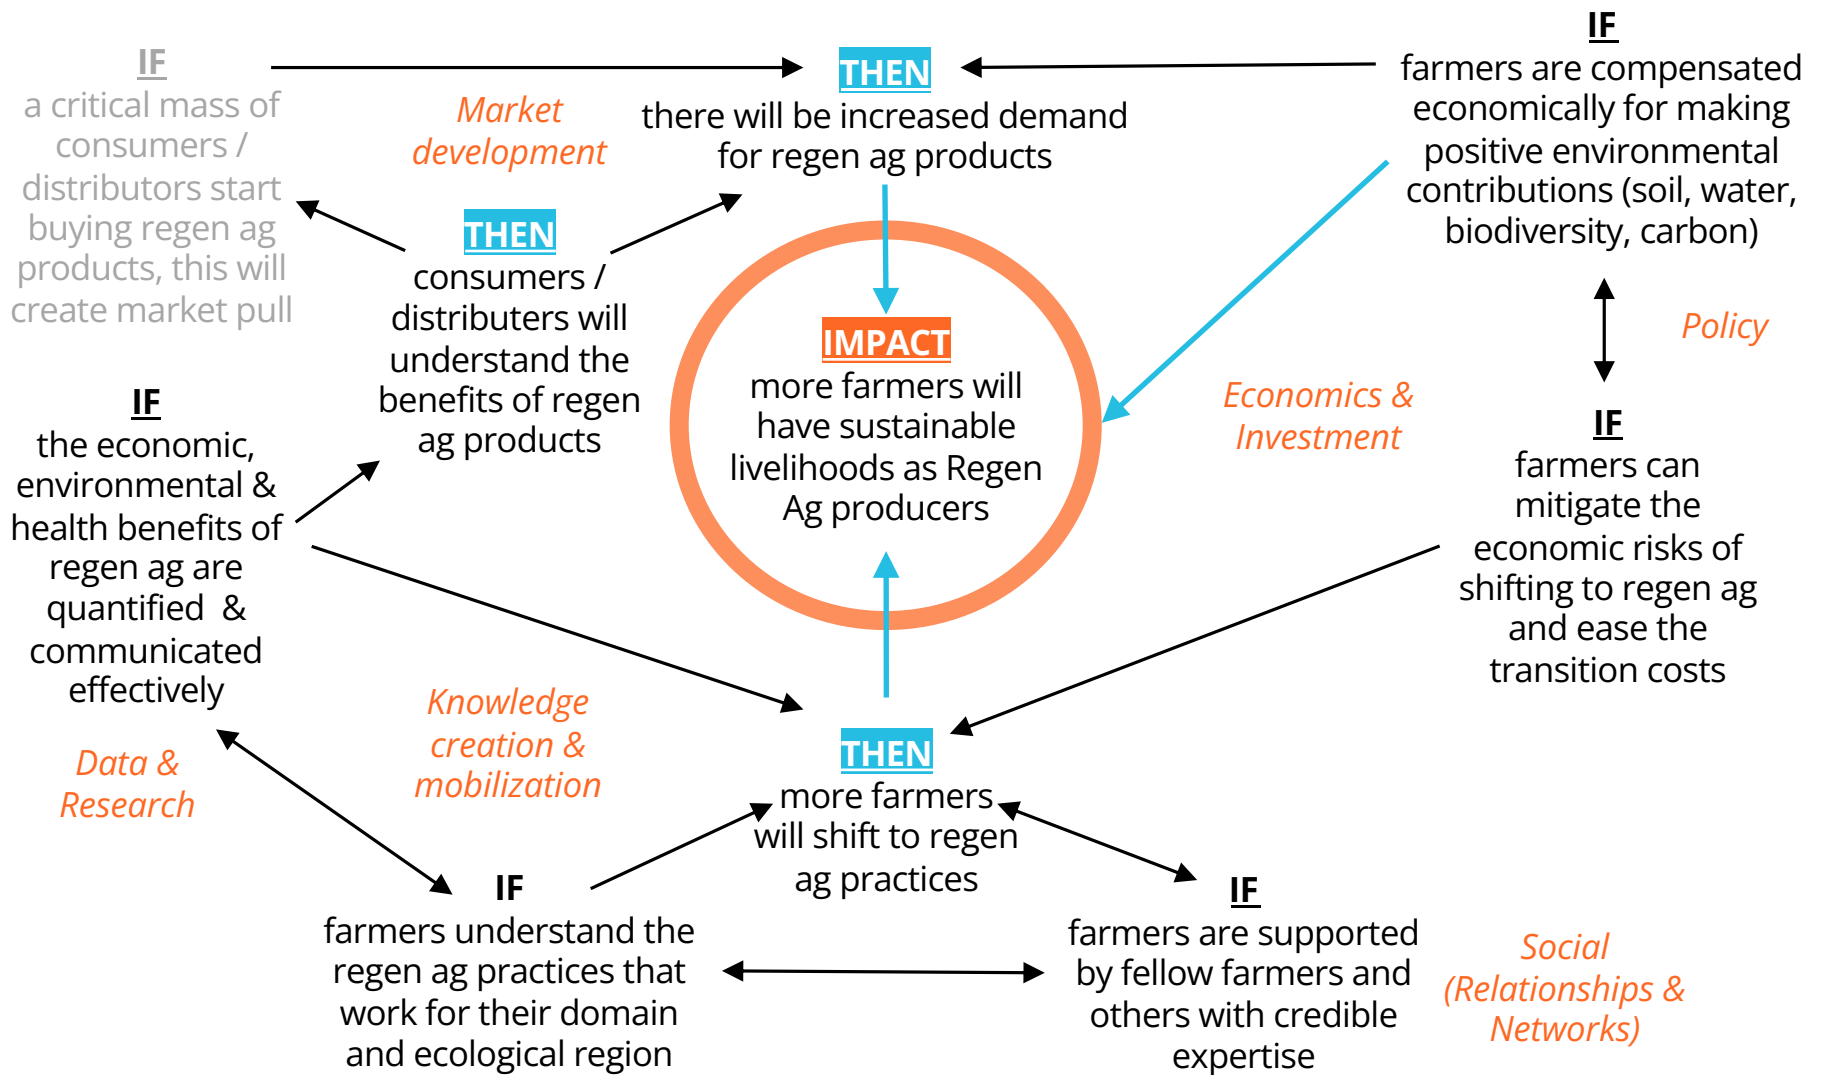 IF
a critical mass of
consumers /
distributors start
buying regen ag
products, this will
create market pull
Market
development
THEN
there will be increased demand
for regen ag products
IF
farmers are compensated
economically for making
positive environmental
contributions (soil, water,
biodiversity, carbon)
THEN
consumers /
distributers will
understand the
benefits of regen
ag products
IMPACT
more farmers will
have sustainable
livelihoods as Regen
Ag producers
Policy
Economics &
Investment
IF
the economic,
environmental &
health benefits of
regen ag are
quantified &
communicated
effectively
IF
farmers can
mitigate the
economic risks of
shifting to regen ag
and ease the
transition costs
Data &
Research
Knowledge
creation &
mobilization
THEN
more farmers
will shift to regen
ag practices
IF
farmers understand the
regen ag practices that
work for their domain
and ecological region
IF
farmers are supported
by fellow farmers and
others with credible
expertise
Social
(Relationships &
Networks)